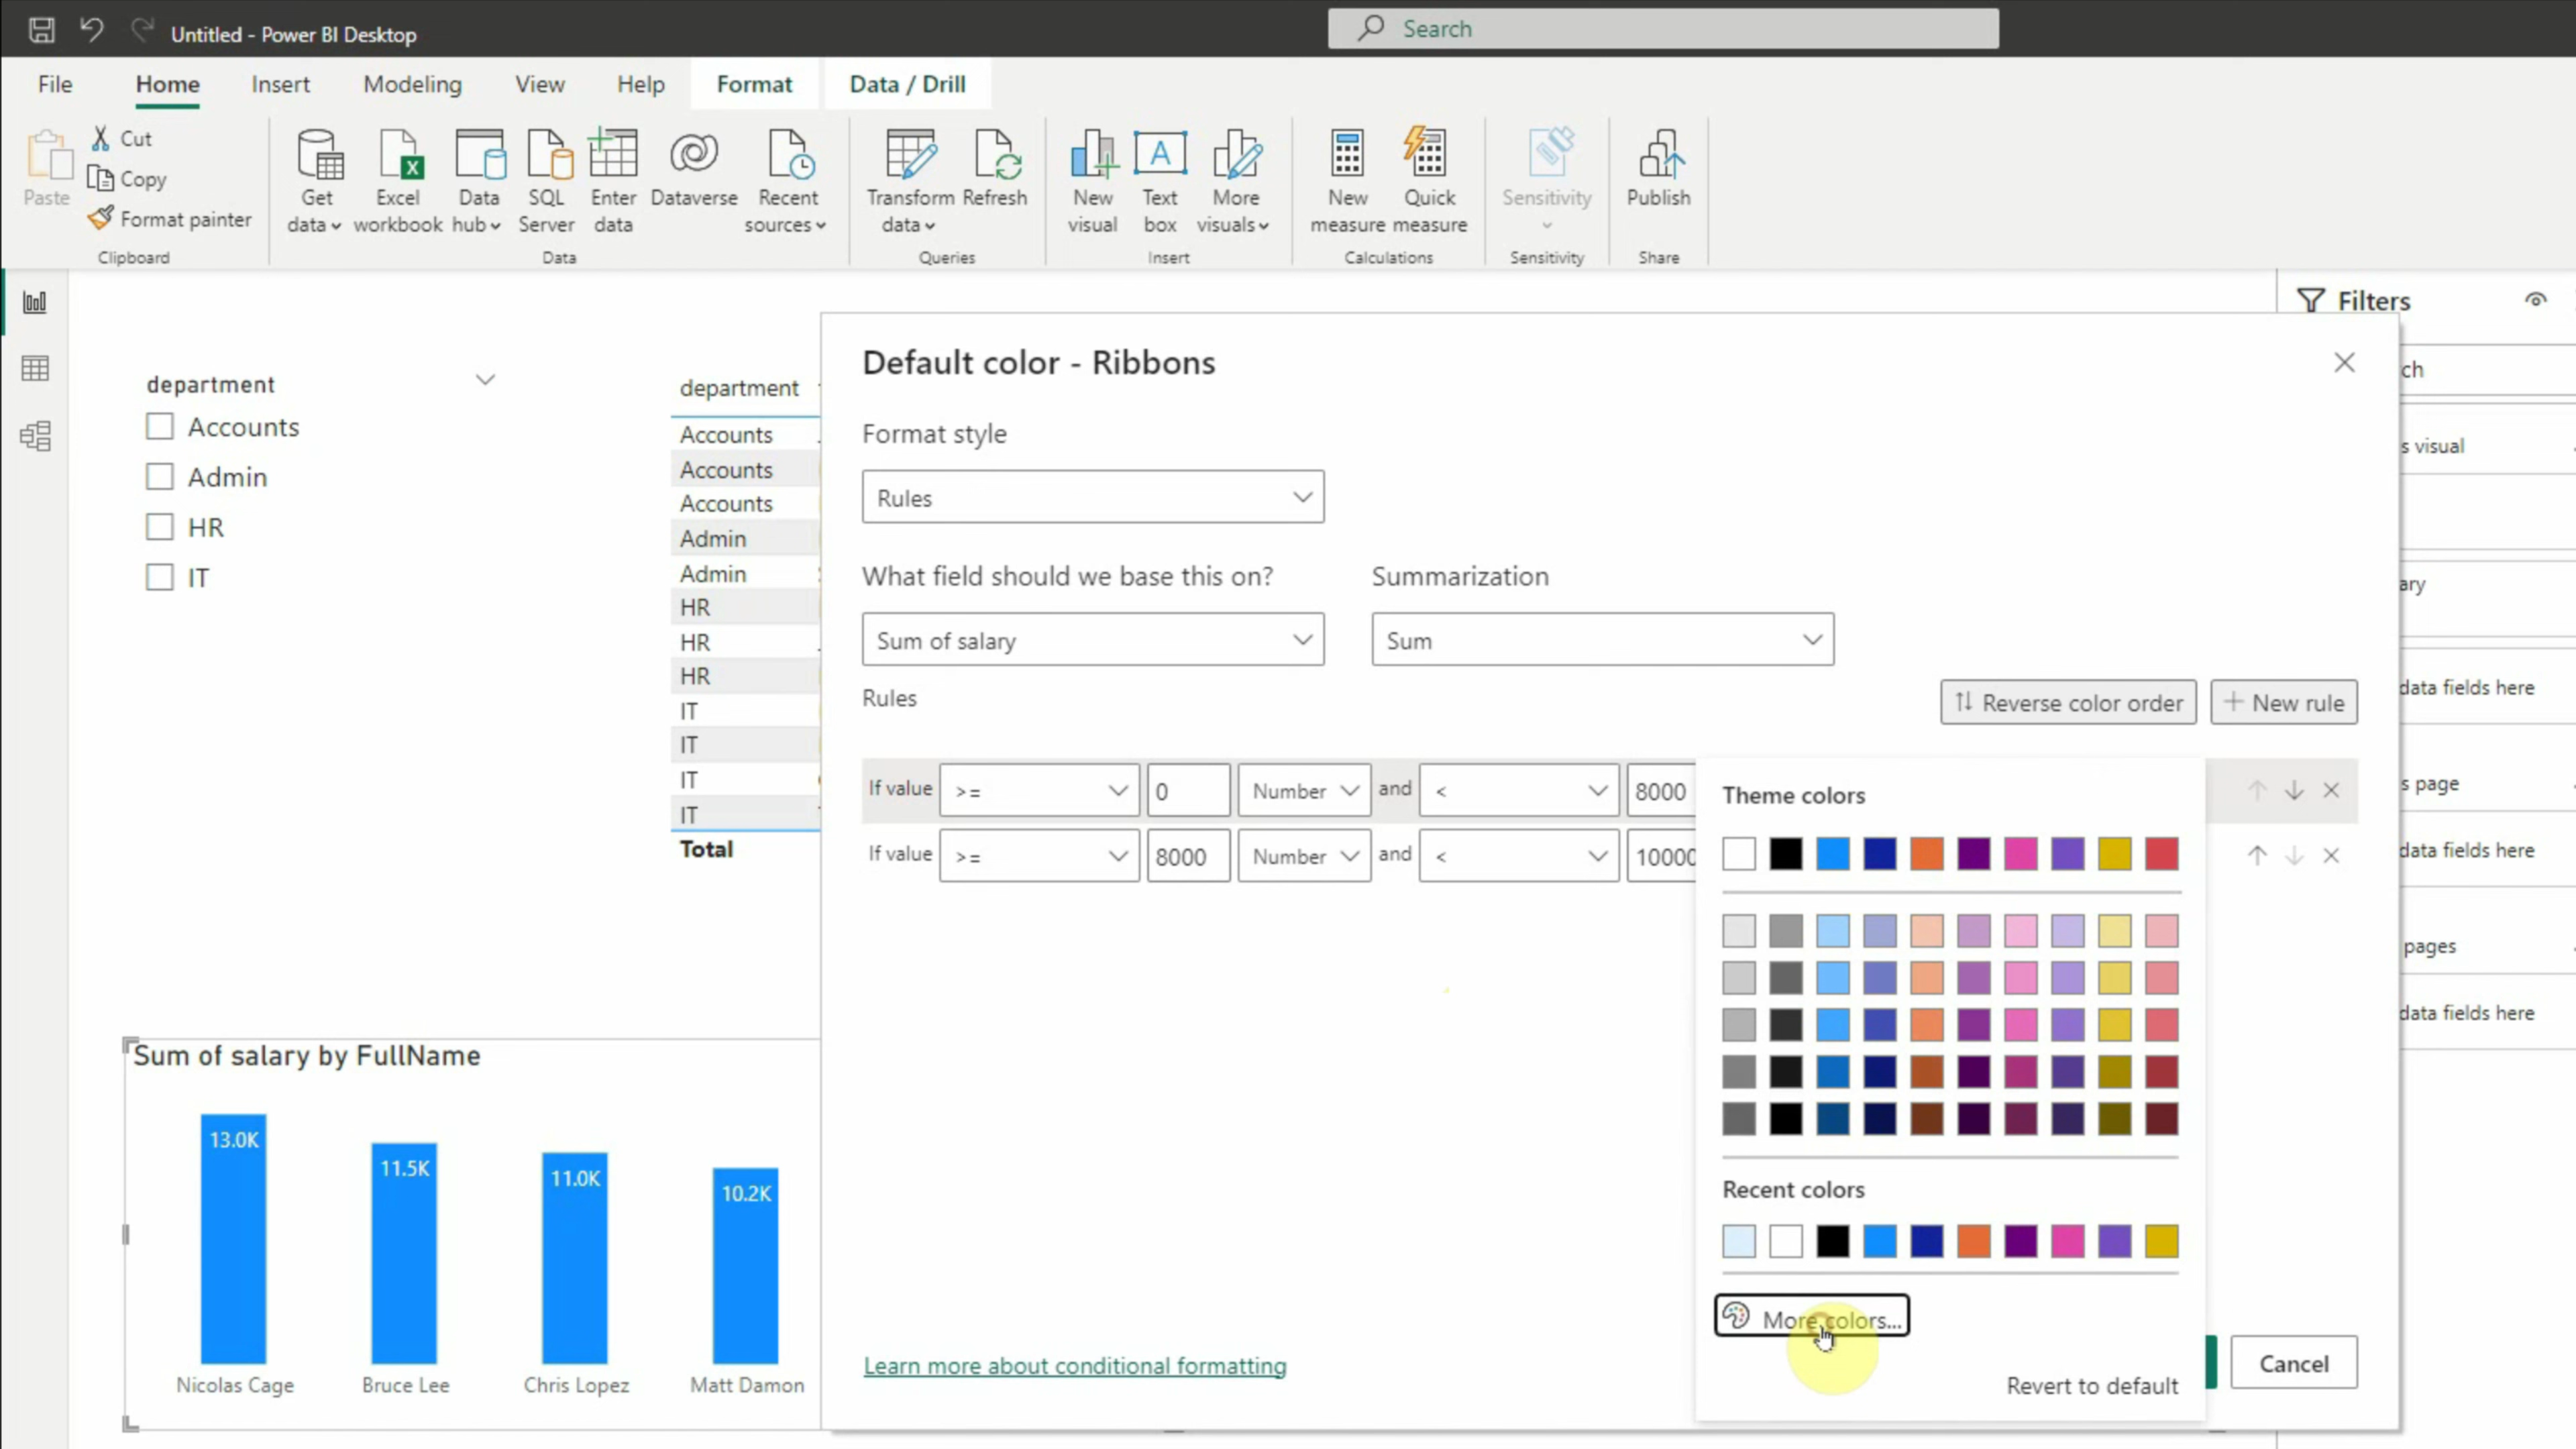 Untitled - Power BI Desktop
Search
File Home Insert Modeling View Help Format Data / Drill
Paste
Cut
Copy
Format painter
Clipboard
Get data
Excel workbook
Data hub
SQL Server
Enter data
Dataverse
Recent sources
Data
Transform data
Refresh
Queries
New visual
Text box
More visuals
Insert
New measure
Quick measure
Calculations
Sensitivity
Sensitivity
Publish
Share
department
Accounts
Admin
HR
IT
department
Accounts
Accounts
Accounts
Admin
Admin
HR
HR
HR
IT
IT
IT
IT
Total
Sum of salary by FullName
13.0K
11.5K
11.0K
10.2K
Nicolas Cage
Bruce Lee
Chris Lopez
Matt Damon
Default color - Ribbons
Format style
Rules
What field should we base this on?
Summarization
Sum of salary
Sum
Rules
Reverse color order
New rule
If value >= 0 Number and < 8000
If value >= 8000 Number and < 10000
Theme colors
Recent colors
More colors...
Revert to default
Learn more about conditional formatting
Cancel
Filters
ch
s visual
ary
data fields here
s page
data fields here
pages
data fields here